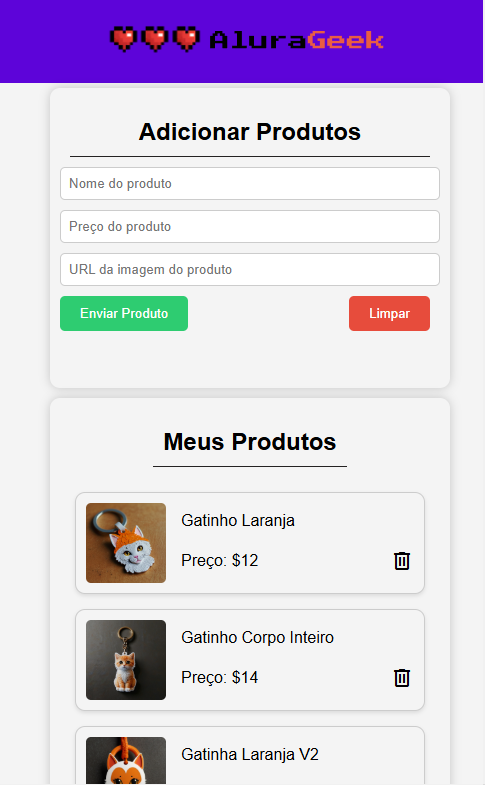 AluraGeek
Adicionar Produtos
Nome do produto
Preço do produto
URL da imagem do produto
Enviar Produto
Limpar
Meus Produtos
Gatinho Laranja
Preço: $12
Gatinho Corpo Inteiro
Preço: $14
Gatinha Laranja V2